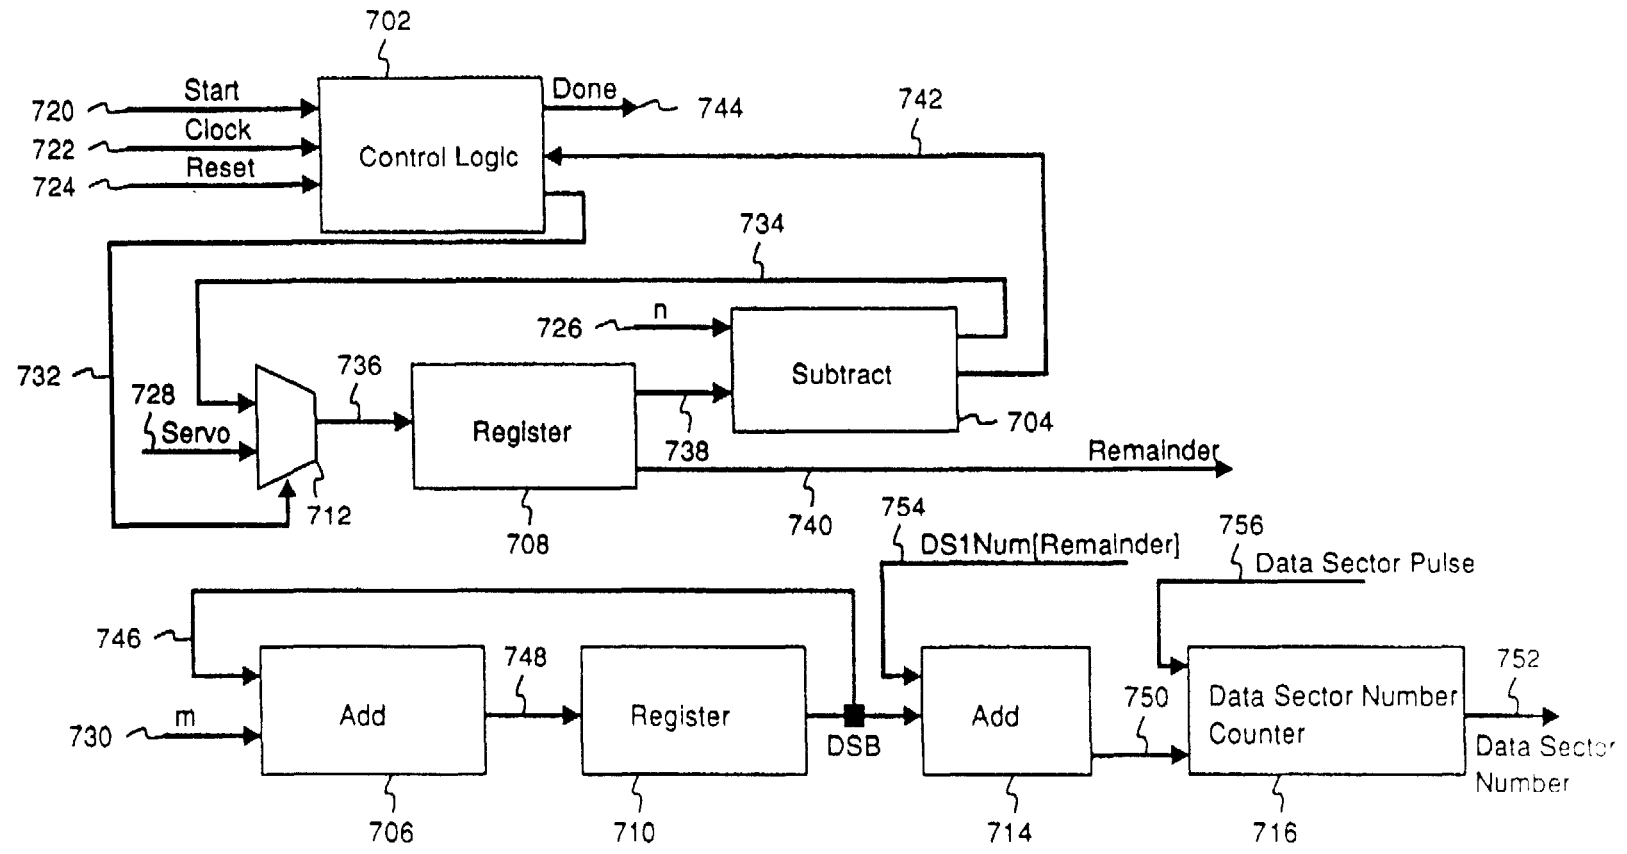 702
720 Start
Done 744
722 Clock
742
724 Reset
Control Logic
734
n
726
732
736
728
Servo
Register
Subtract
738
704
712
Remainder
708
740
754
DS1Num[Remainder]
756
Data Sector Pulse
746
748
750
752
m
730
Add
Register
DSB
Add
Data Sector Number
Counter
Data Sector
Number
706
710
714
716